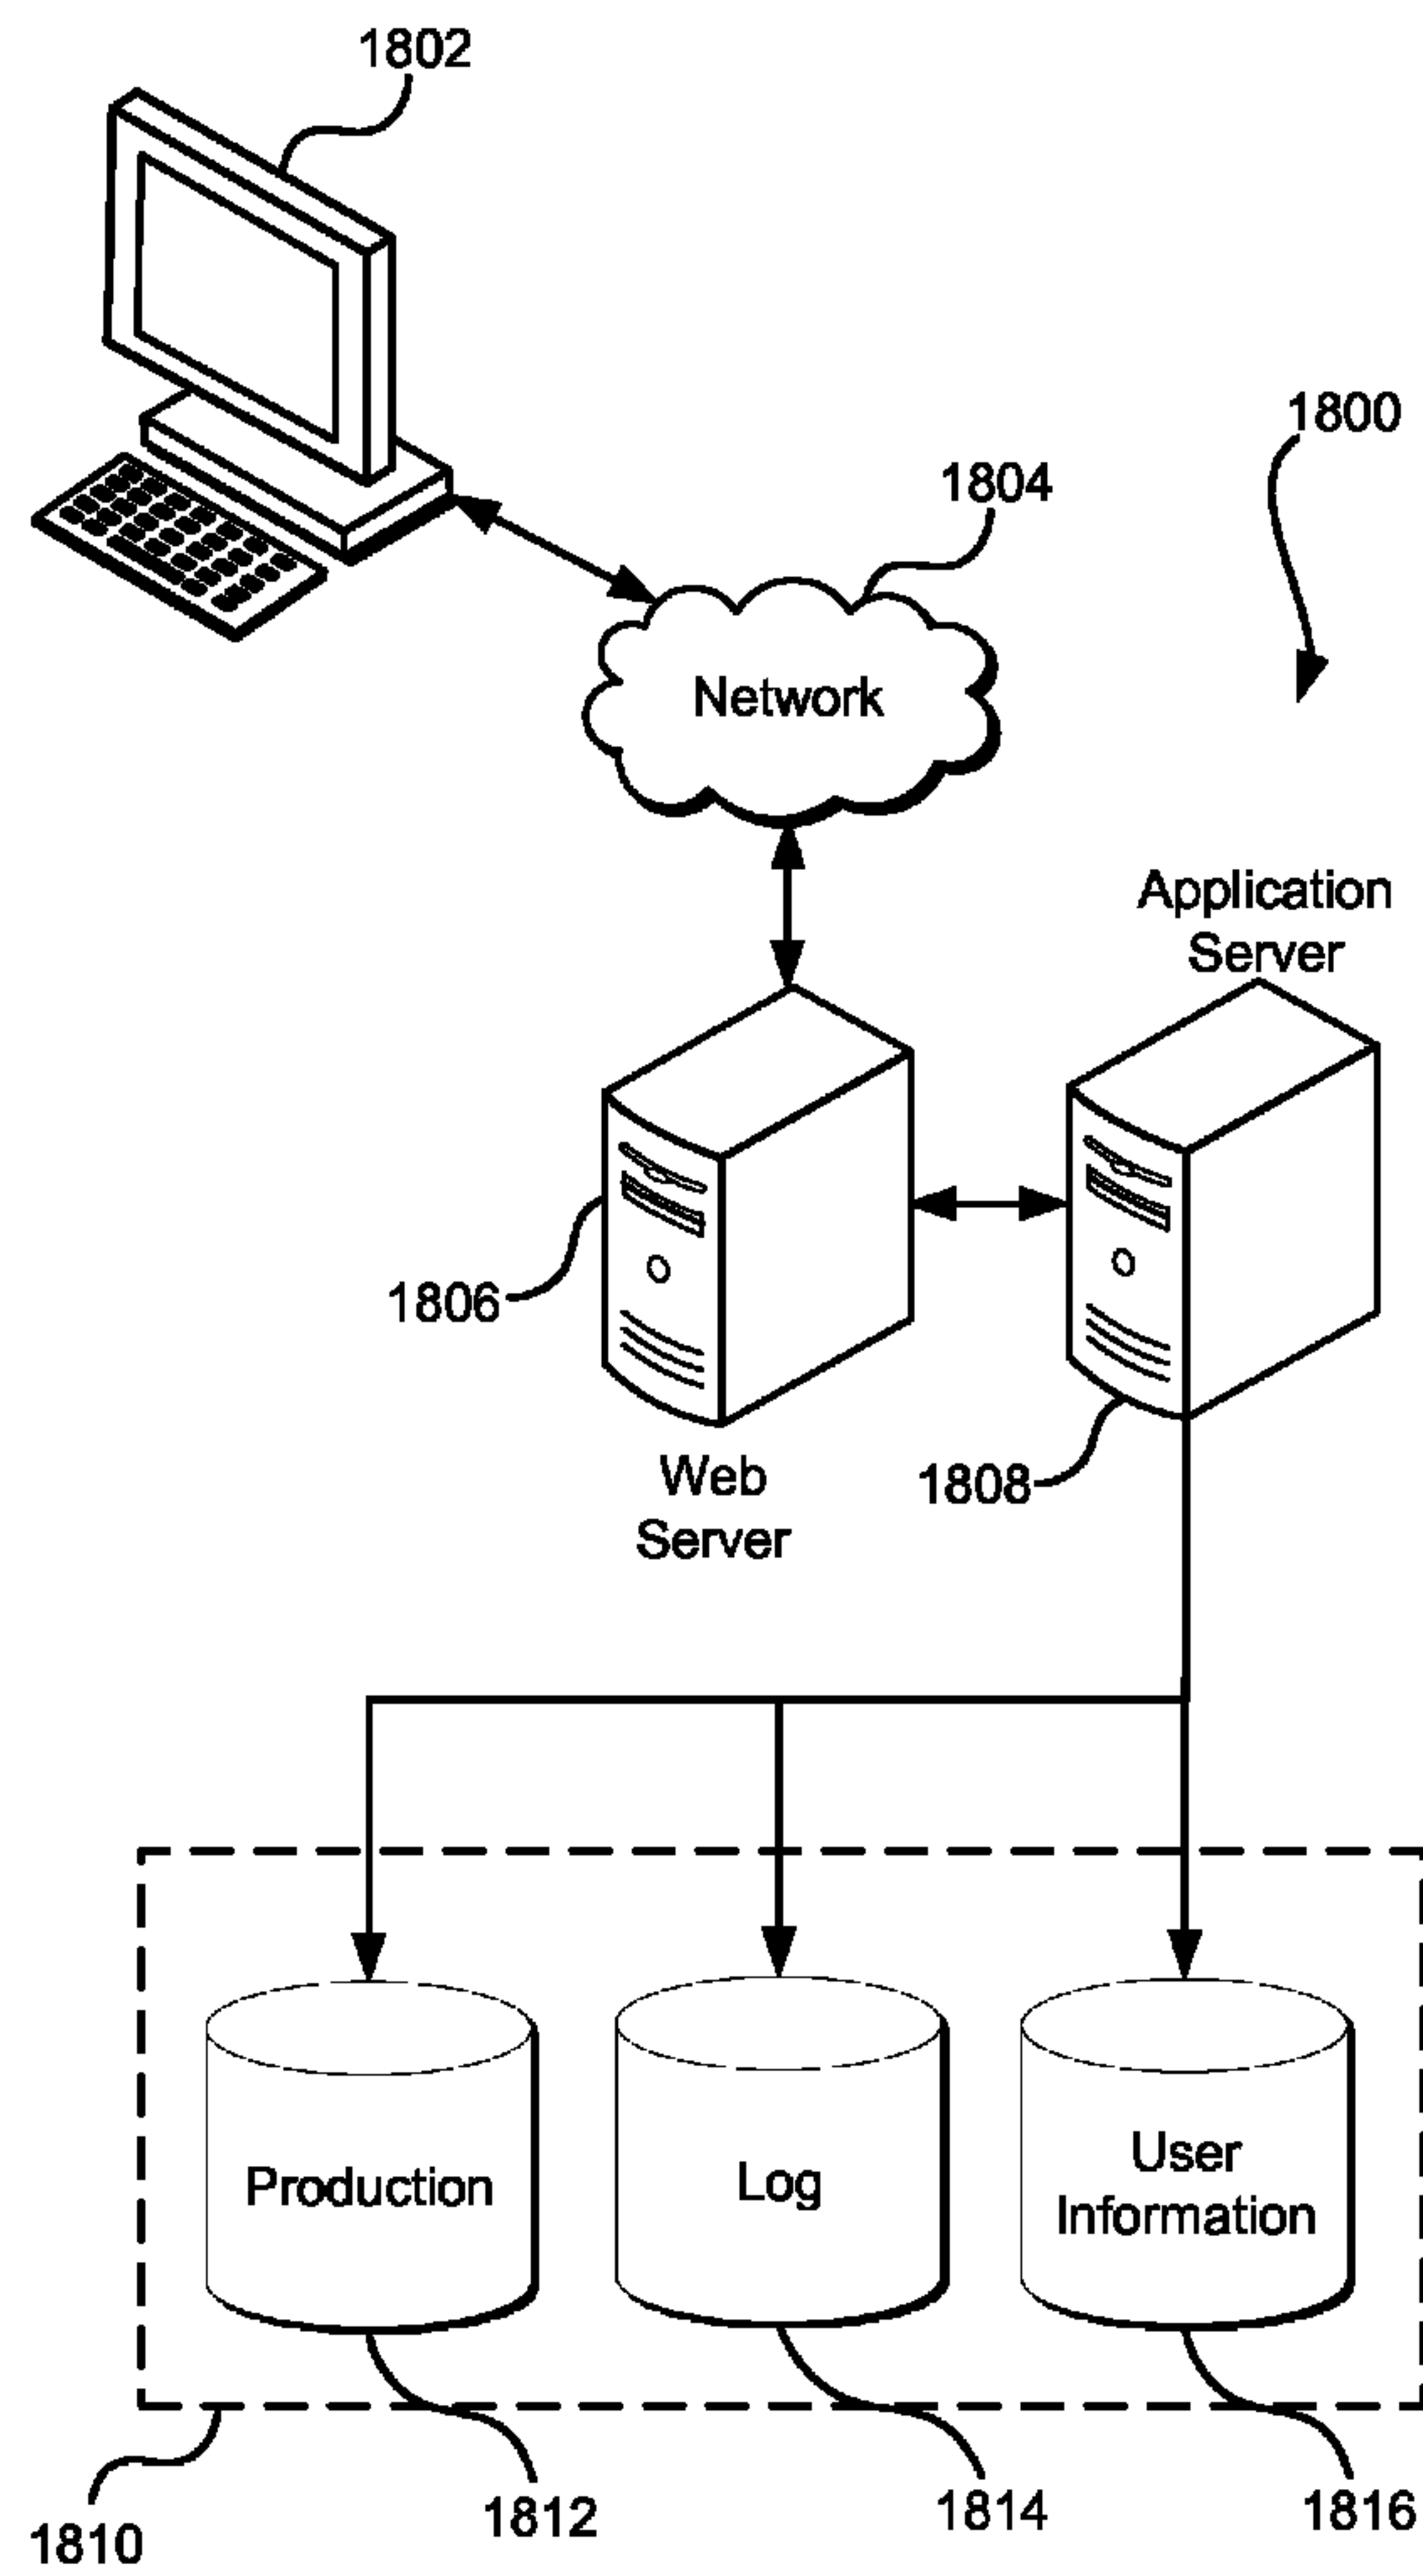 1802
1800
1804
Network
Application
Server
1806
1808
Web
Server
Production
Log
User
Information
1810
1812
1814
1816